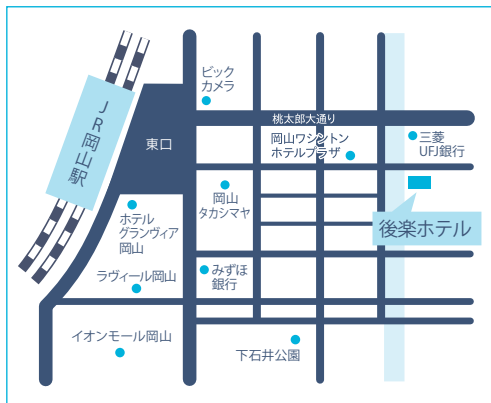 ビック
カメラ
桃太郎大通り
JR岡山駅
東口
岡山ワシントン
ホテルプラザ
三菱
UFJ銀行
岡山
タカシマヤ
ホテル
グランヴィア
岡山
後楽ホテル
ラヴィール岡山
みずほ
銀行
イオンモール岡山
下石井公園